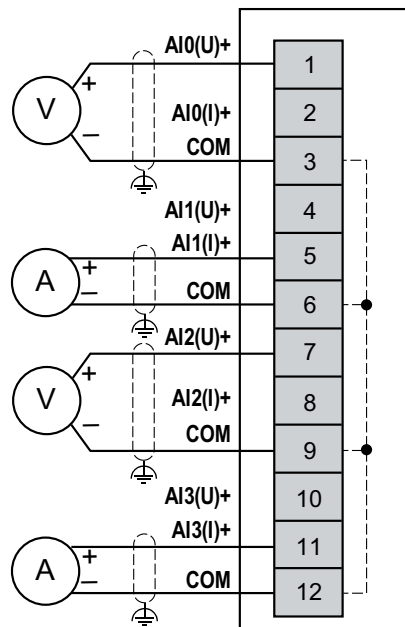 AI0(U)+ 1
V + −
AI0(I)+ 2
COM 3
AI1(U)+ 4
AI1(I)+ 5
A + −
COM 6
AI2(U)+ 7
V + −
AI2(I)+ 8
COM 9
AI3(U)+ 10
AI3(I)+ 11
A + −
COM 12